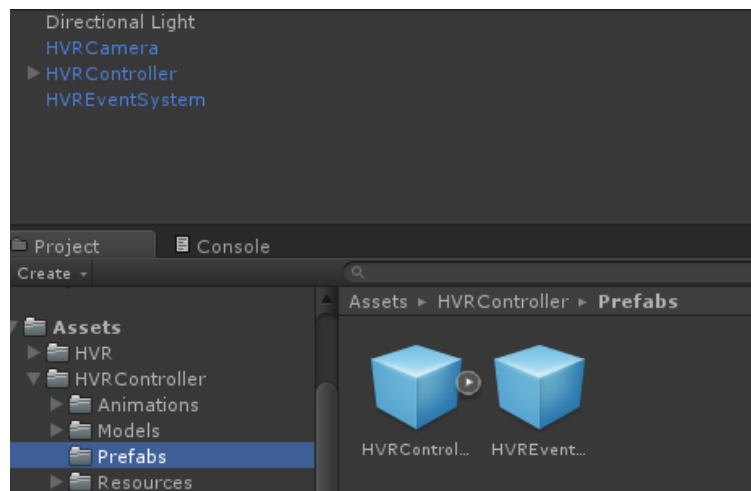 Directional Light
HVRCamera
HVRController
HVREventSystem
Project
Console
Create
Assets ▸ HVRController ▸ Prefabs
Assets
HVR
HVRController
Animations
Models
Prefabs
Resources
HVRControl...
HVREvent...